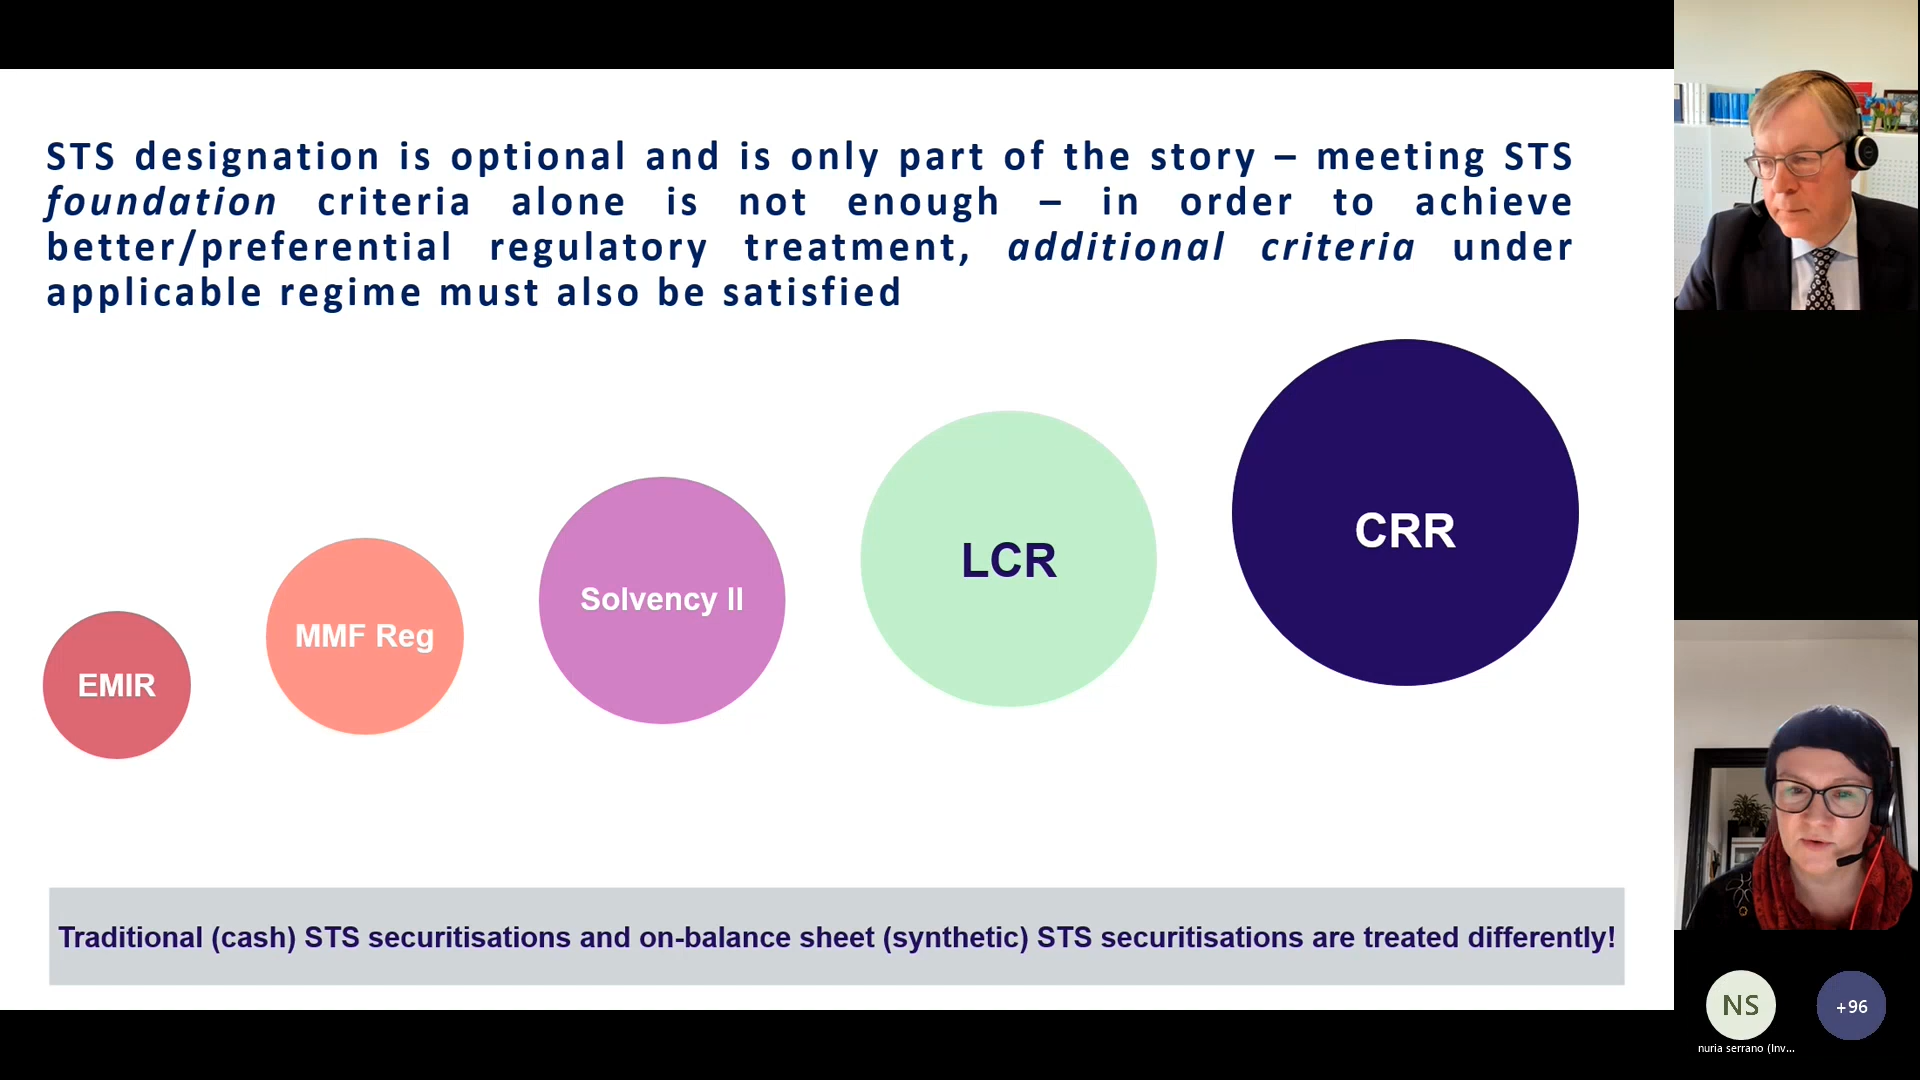 STS designation is optional and is only part of the story – meeting STS
foundation criteria alone is not enough – in order to achieve
better/preferential regulatory treatment, additional criteria under
applicable regime must also be satisfied
EMIR
MMF Reg
Solvency II
LCR
CRR
Traditional (cash) STS securitisations and on-balance sheet (synthetic) STS securitisations are treated differently!
NS
+96
nuria serrano (Inv...